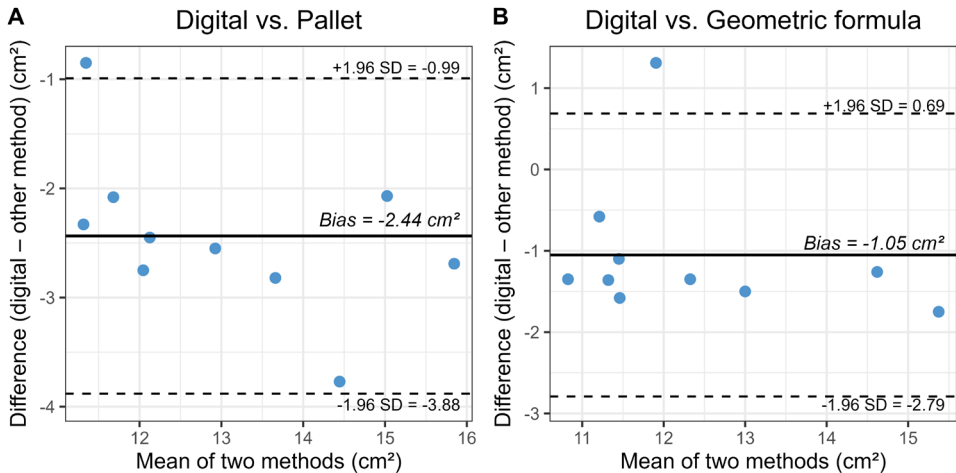 A
Digital vs. Pallet
Difference (digital – other method) (cm²)
-1
-2
-3
-4
+1.96 SD = -0.99
Bias = -2.44 cm²
-1.96 SD = -3.88
12
13
14
15
16
Mean of two methods (cm²)
B
Digital vs. Geometric formula
Difference (digital – other method) (cm²)
1
0
-1
-2
-3
+1.96 SD = 0.69
Bias = -1.05 cm²
-1.96 SD = -2.79
11
12
13
14
15
Mean of two methods (cm²)